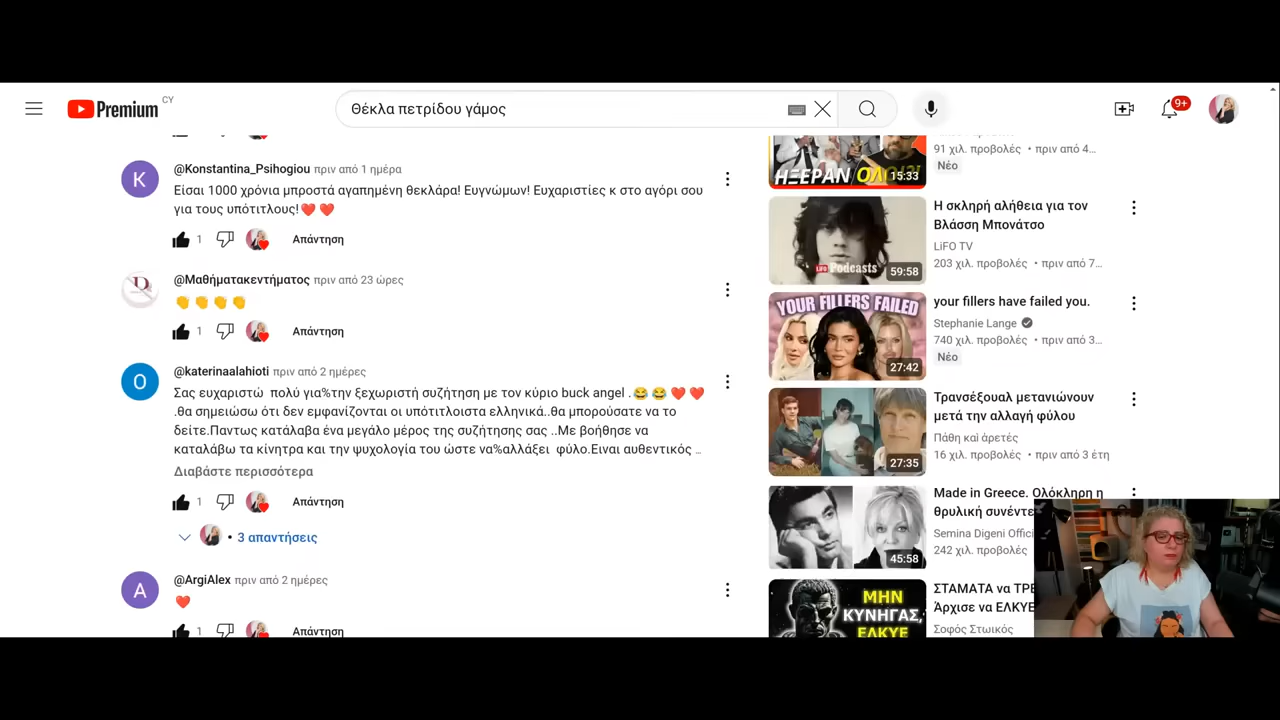 Premium CY
Θέκλα πετρίδου γάμος
9+
K
@Konstantina_Psihogiou πριν από 1 ημέρα
Είσαι 1000 χρόνια μπροστά αγαπημένη θεκλάρα! Ευγνώμων! Ευχαριστίες κ στο αγόρι σου
για τους υπότιτλους!❤️ ❤️
1 Απάντηση
@Μαθήματακεντήματος πριν από 23 ώρες
👏 👏 👏 👏
1 Απάντηση
O
@katerinaalahioti πριν από 2 ημέρες
Σας ευχαριστώ πολύ για%την ξεχωριστή συζήτηση με τον κύριο buck angel .😂 😂 ❤️ ❤️
.θα σημειώσω ότι δεν εμφανίζονται οι υπότιτλοιστα ελληνικά..θα μπορούσατε να το
δείτε.Παντως κατάλαβα ένα μεγάλο μέρος της συζήτησης σας ..Με βοήθησε να
καταλάβω τα κίνητρα και την ψυχολογία του ώστε να%αλλάξει φύλο.Ειναι αυθεντικός ...
Διαβάστε περισσότερα
1 Απάντηση
• 3 απαντήσεις
A
@ArgiAlex πριν από 2 ημέρες
❤️
1 Απάντηση
ΗΞΕΡΑΝ ΟΛΟΙ?!
15:33
91 χιλ. προβολές • πριν από 4...
Νέο
LiFO Podcasts
59:58
Η σκληρή αλήθεια για τον
Βλάσση Μπονάτσο
LiFO TV
203 χιλ. προβολές • πριν από 7...
YOUR FILLERS FAILED
27:42
your fillers have failed you.
Stephanie Lange
740 χιλ. προβολές • πριν από 3...
Νέο
27:35
Τρανσέξουαλ μετανιώνουν
μετά την αλλαγή φύλου
Πάθη καὶ ἀρετές
16 χιλ. προβολές • πριν από 3 έτη
45:58
Made in Greece. Ολόκληρη η
θρυλική συνέντε
Semina Digeni Offici
242 χιλ. προβολές
ΜΗΝ
ΚΥΝΗΓΑΣ,
ΕΛΚΥΕ
ΣΤΑΜΑΤΑ να ΤΡΕ
Άρχισε να ΕΛΚΥΕ
Σοφός Στωικός